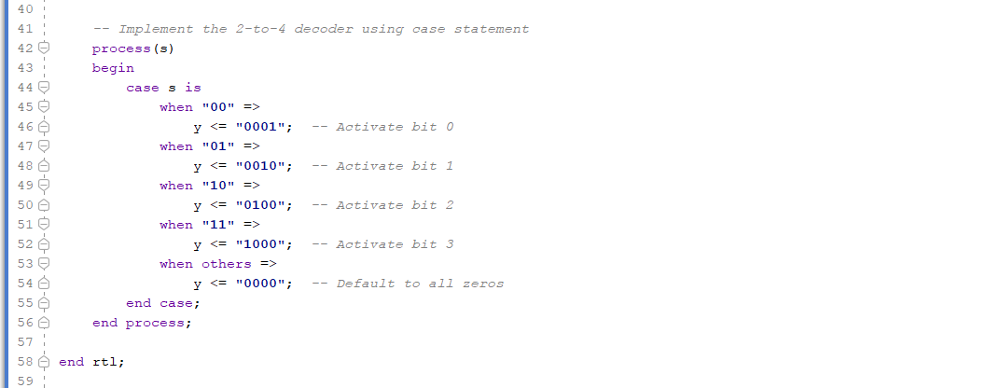 40
41 -- Implement the 2-to-4 decoder using case statement
42 process(s)
43 begin
44 case s is
45 when "00" =>
46 y <= "0001"; -- Activate bit 0
47 when "01" =>
48 y <= "0010"; -- Activate bit 1
49 when "10" =>
50 y <= "0100"; -- Activate bit 2
51 when "11" =>
52 y <= "1000"; -- Activate bit 3
53 when others =>
54 y <= "0000"; -- Default to all zeros
55 end case;
56 end process;
57
58 end rtl;
59